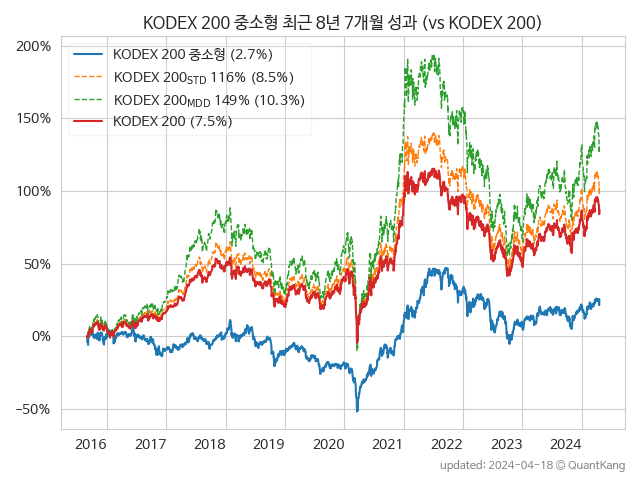 KODEX 200 중소형 최근 8년 7개월 성과 (vs KODEX 200)
200%
150%
100%
50%
0%
−50%
KODEX 200 중소형 (2.7%)
KODEX 200STD 116% (8.5%)
KODEX 200MDD 149% (10.3%)
KODEX 200 (7.5%)
2016 2017 2018 2019 2020 2021 2022 2023 2024
updated: 2024-04-18 © QuantKang